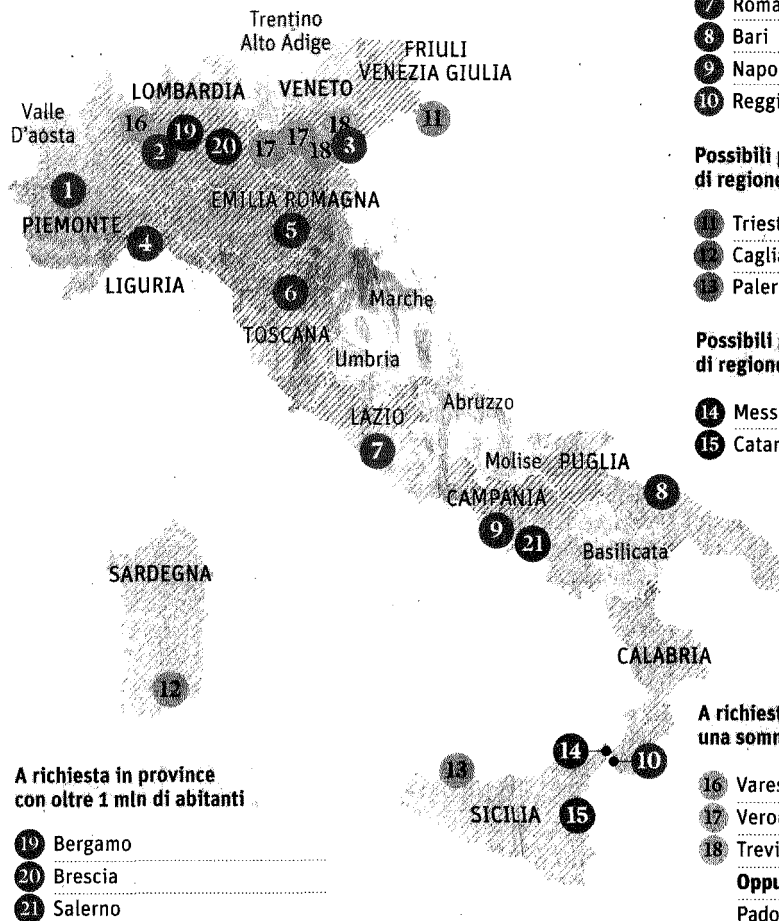 Trentino
Alto Adige
FRIULI
VENEZIA GIULIA
LOMBARDIA
VENETO
Valle
D'aosta
16
19
2
20
17
17
18
18
3
11
1
PIEMONTE
EMILIA ROMAGNA
4
5
LIGURIA
6
Marche
TOSCANA
Umbria
LAZIO
Abruzzo
7
Molise
PUGLIA
8
CAMPANIA
9
21
Basilicata
SARDEGNA
12
CALABRIA
14
10
13
SICILIA
15
A richiesta in province
con oltre 1 mln di abitanti
19 Bergamo
20 Brescia
21 Salerno
7 Roma
8 Bari
9 Napo
10 Reggi
Possibili
di regione
11 Triest
12 Caglia
13 Paler
Possibili
di regione
14 Mess
15 Catan
A richiest
una somm
16 Vares
17 Vero
18 Trevi
Oppu
Pado